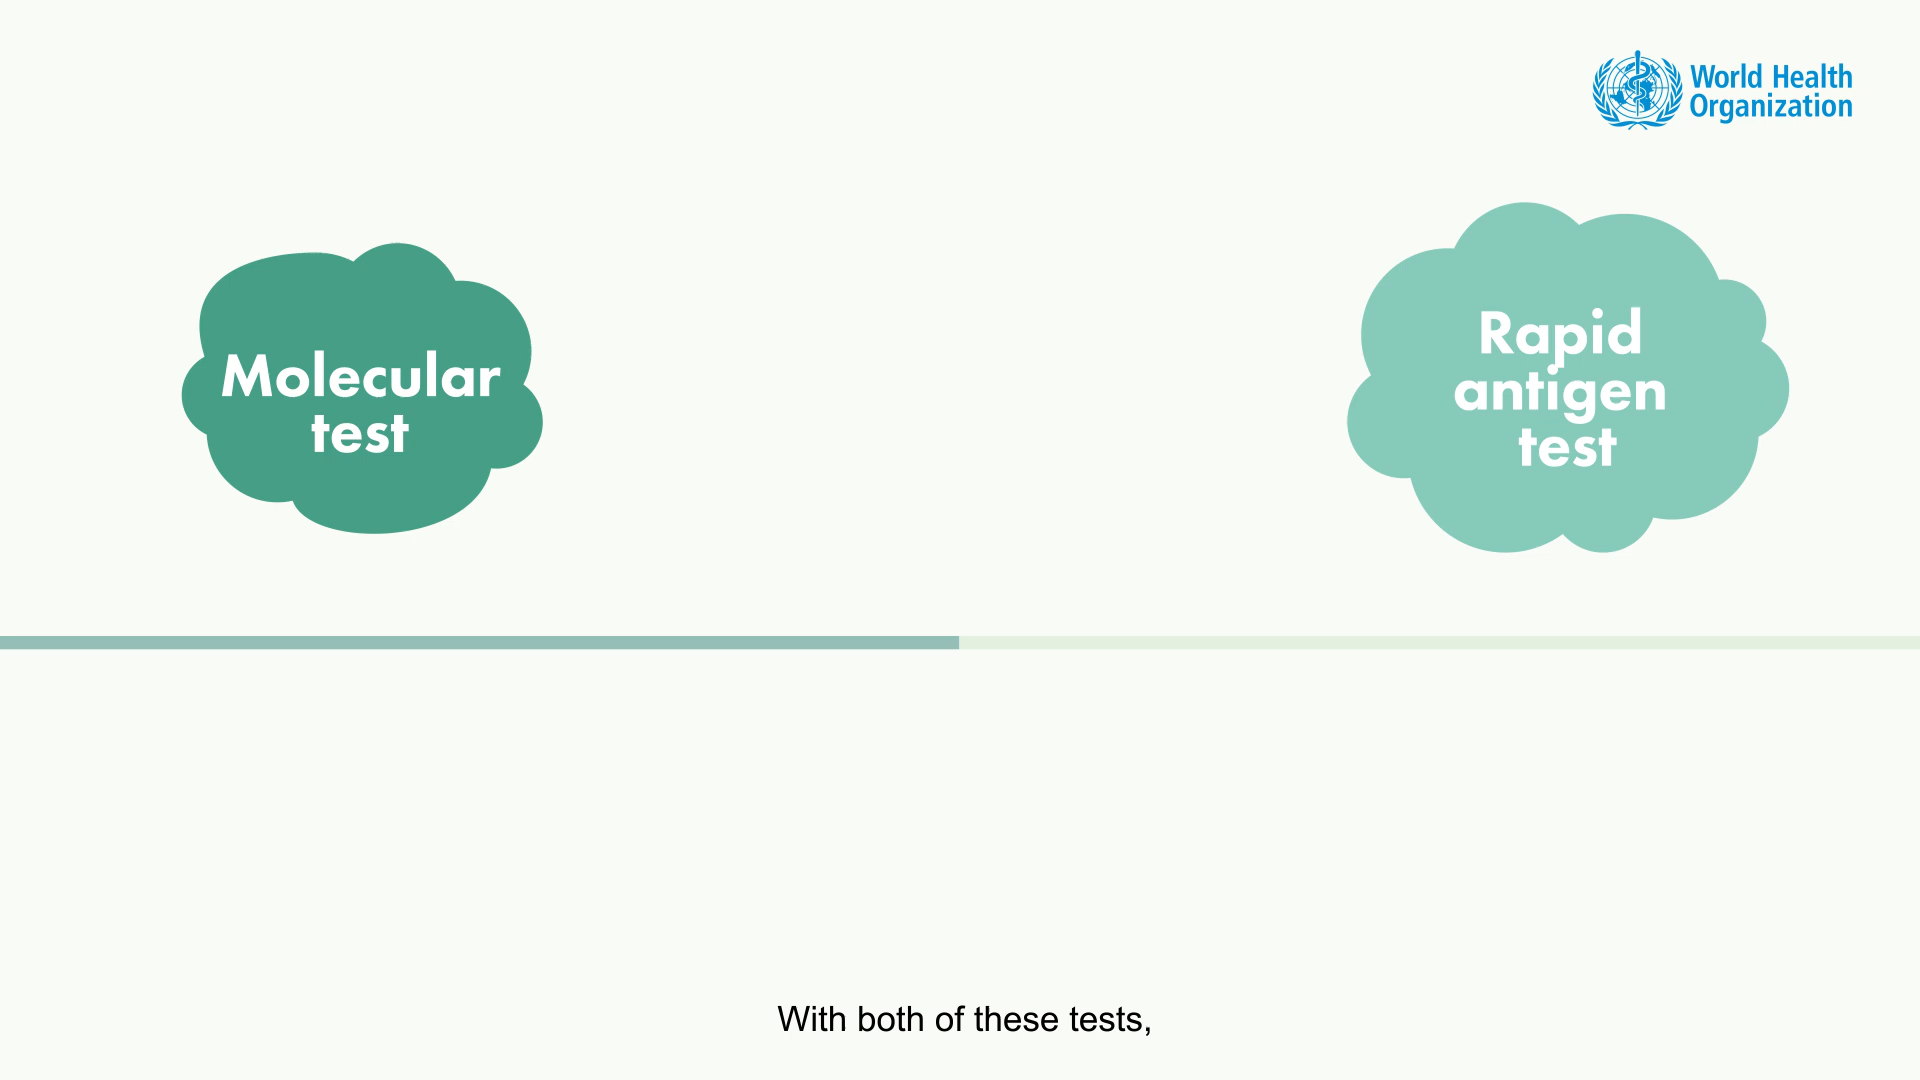 World Health
Organization
Molecular
test
Rapid
antigen
test
With both of these tests,